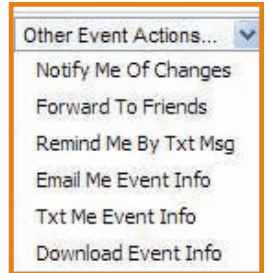 Other Event Actions...
Notify Me Of Changes
Forward To Friends
Remind Me By Txt Msg
Email Me Event Info
Txt Me Event Info
Download Event Info